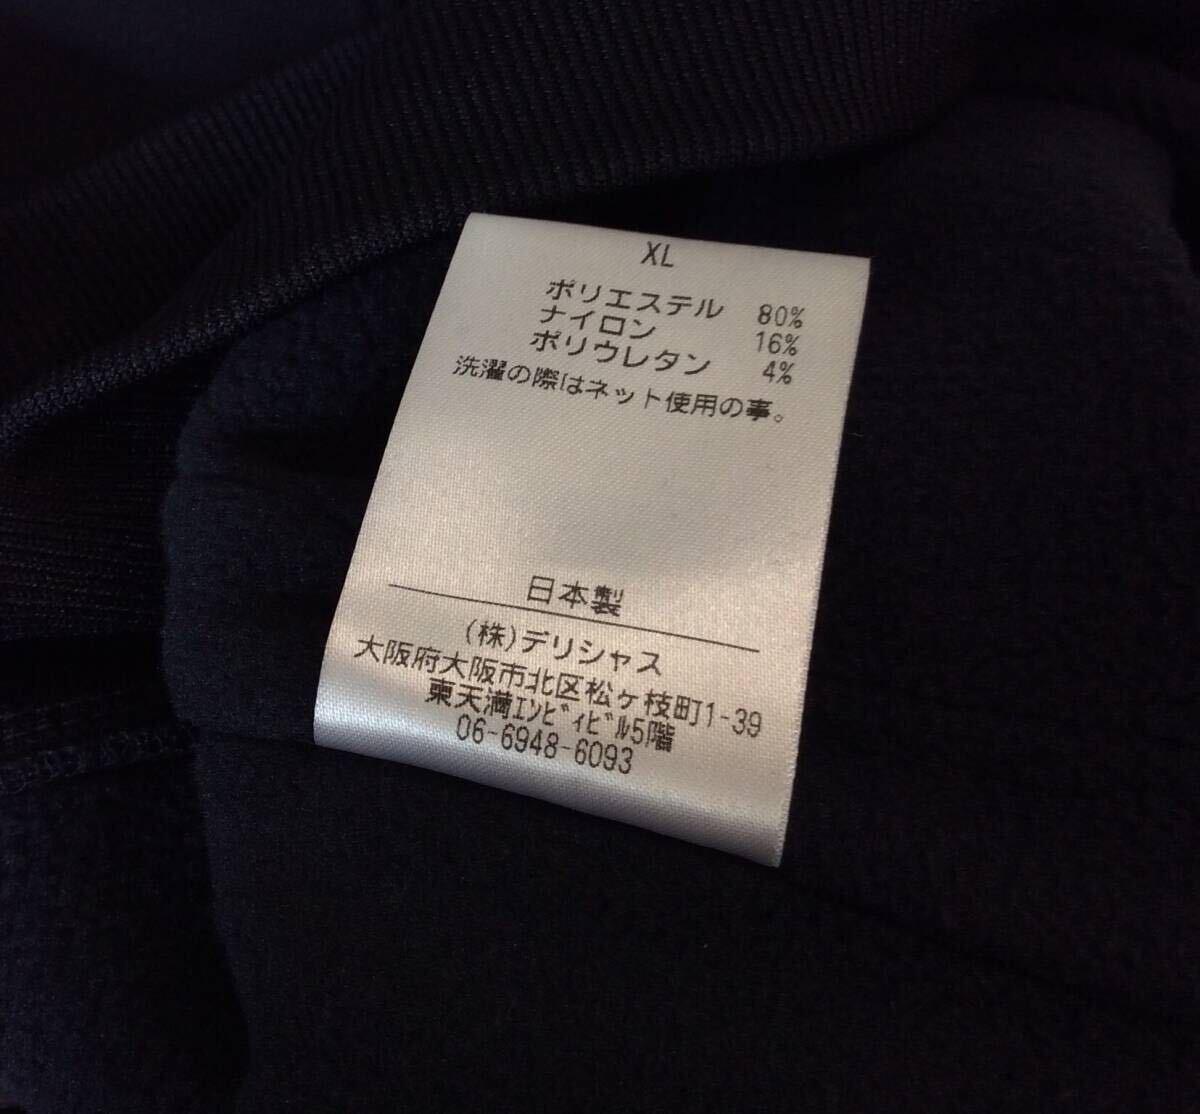 XL
ポリエステル 80%
ナイロン 16%
ポリウレタン 4%
洗濯の際はネット使用の事。
日本製
(株)デリシャス
大阪府大阪市北区松ヶ枝町1-39
東天満ｴﾝﾋﾞｨﾋﾞﾙ5階
06-6948-6093